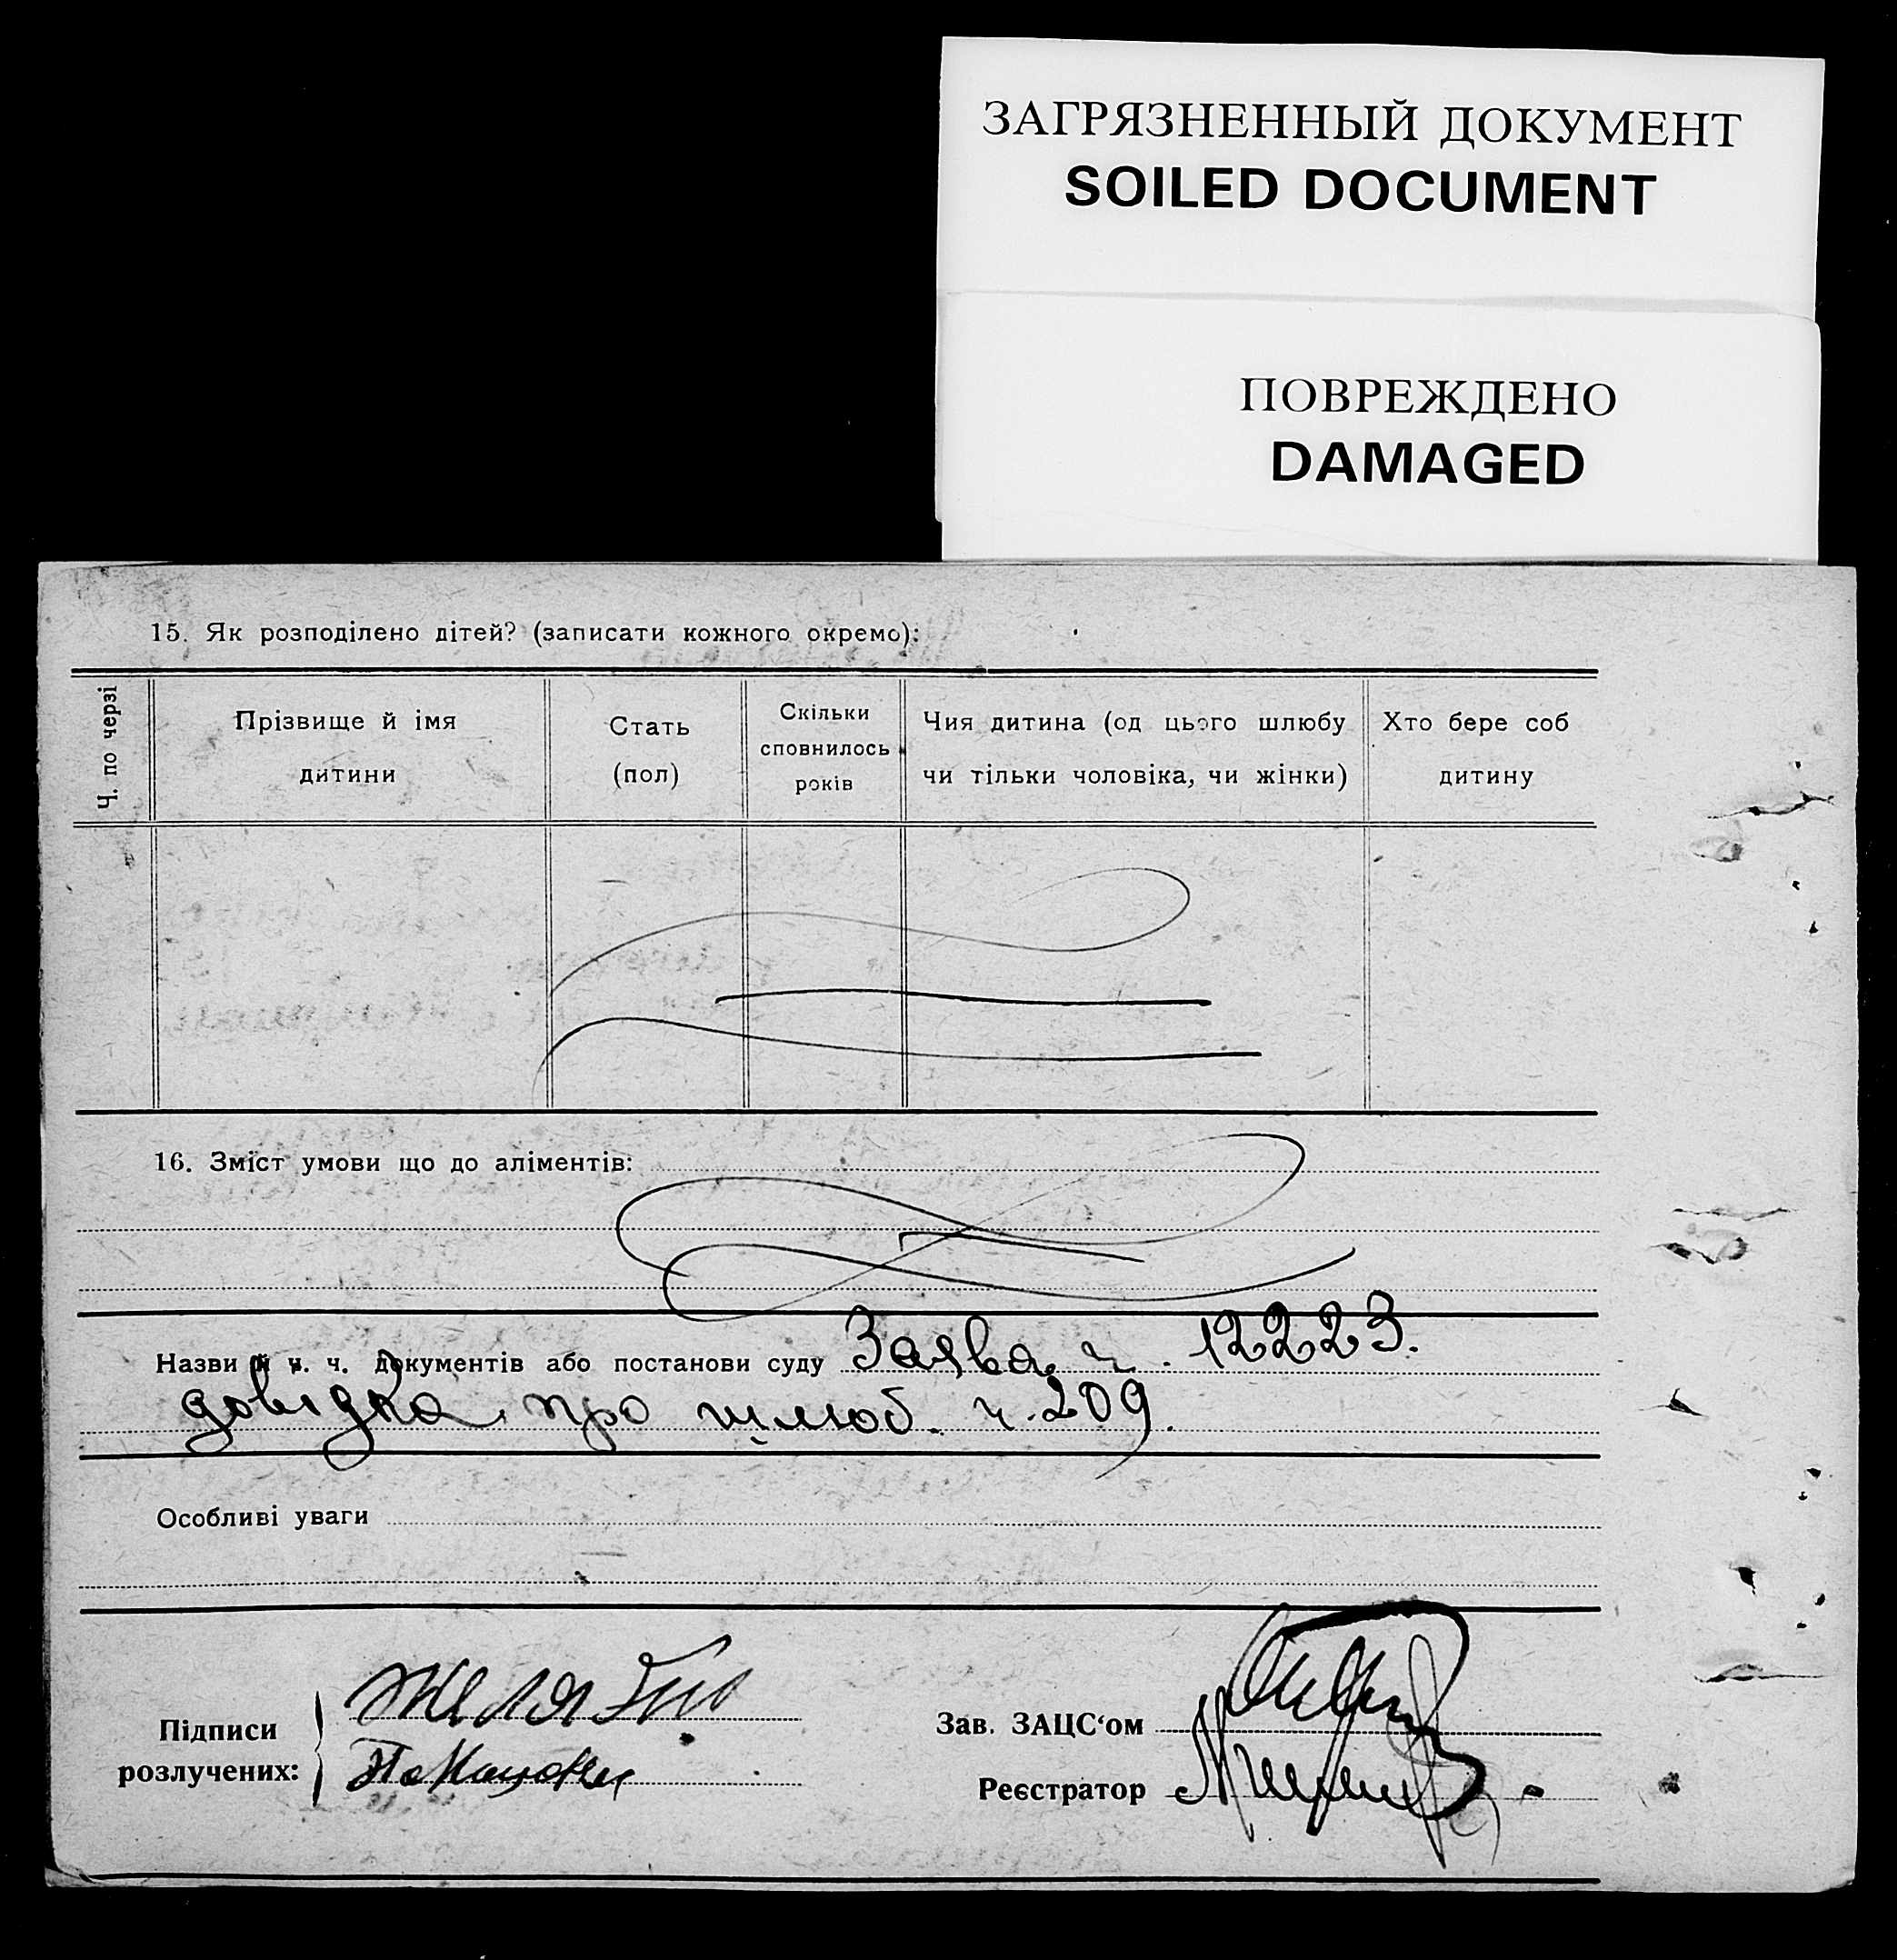 ЗАГРЯЗНЕННЫЙ ДОКУМЕНТ
SOILED DOCUMENT
ПОВРЕЖДЕНО
DAMAGED
15. Як розподілено дітей? (записати кожного окремо):
Ч. по черзі
Прізвище й імя
дитини
Стать
(пол)
Скільки
сповнилось
років
Чия дитина (од цього шлюбу
чи тільки чоловіка, чи жінки)
Хто бере соб
дитину
16. Зміст умови що до аліментів:
Назви й ч. ч. документів або постанови суду Заява ч. 12223.
довідка про шлюб. ч. 209.
Особливі уваги
Підписи
розлучених:
Зав. ЗАЦС‘ом
Реєстратор